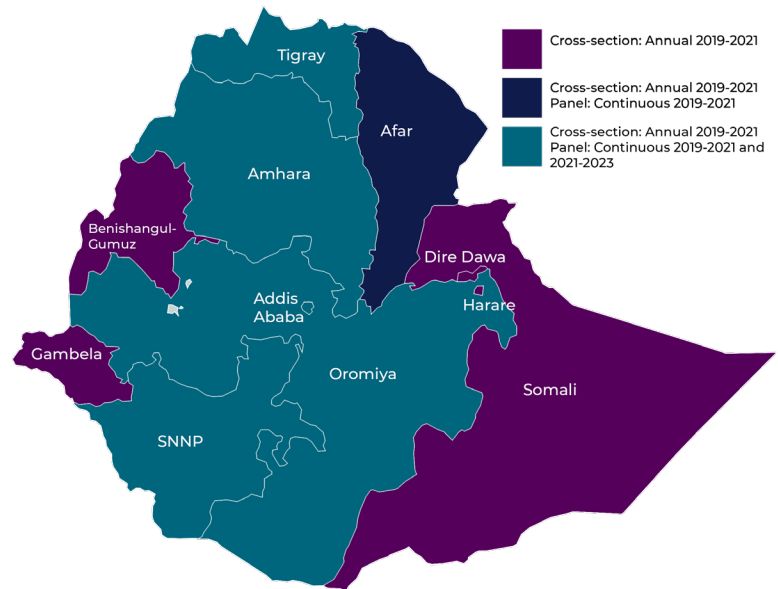 Tigray
Cross-section: Annual 2019-2021
Cross-section: Annual 2019-2021
Panel: Continuous 2019-2021
Cross-section: Annual 2019-2021
Panel: Continuous 2019-2021 and
2021-2023
Afar
Amhara
Benishangul-
Gumuz
Dire Dawa
Addis
Ababa
Harare
Gambela
Oromiya
Somali
SNNP